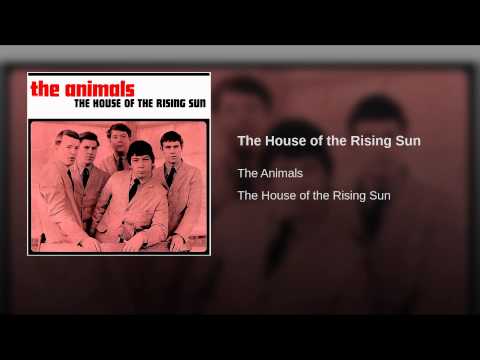 the animals
THE HOUSE OF THE RISING SUN
The House of the Rising Sun
The Animals
The House of the Rising Sun